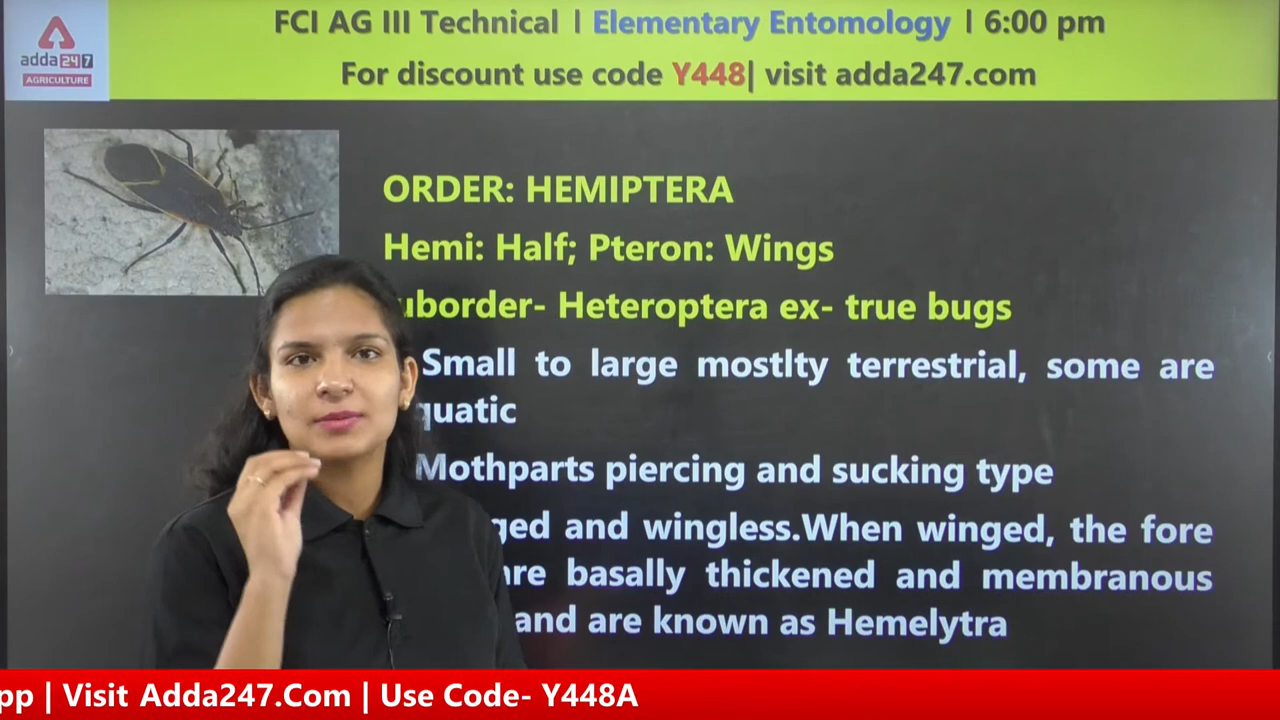 FCI AG III Technical l Elementary Entomology l 6:00 pm
adda247
AGRICULTURE
For discount use code Y448| visit adda247.com
ORDER: HEMIPTERA
Hemi: Half; Pteron: Wings
uborder- Heteroptera ex- true bugs
Small to large mostlty terrestrial, some are
quatic
Mothparts piercing and sucking type
ged and wingless.When winged, the fore
are basally thickened and membranous
and are known as Hemelytra
pp | Visit Adda247.Com | Use Code- Y448A